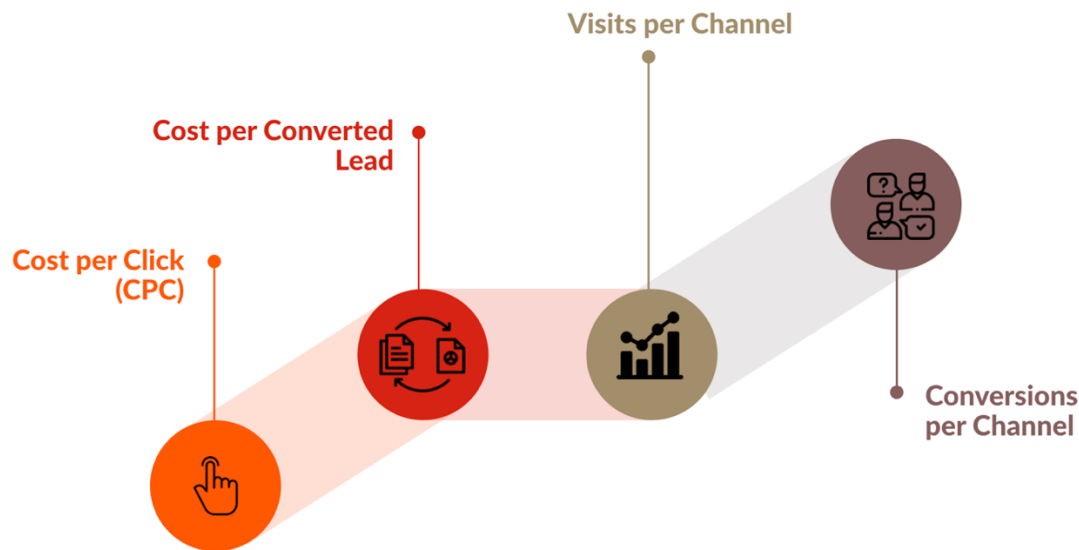 Visits per Channel
Cost per Converted
Lead
Cost per Click
(CPC)
?
Conversions
per Channel